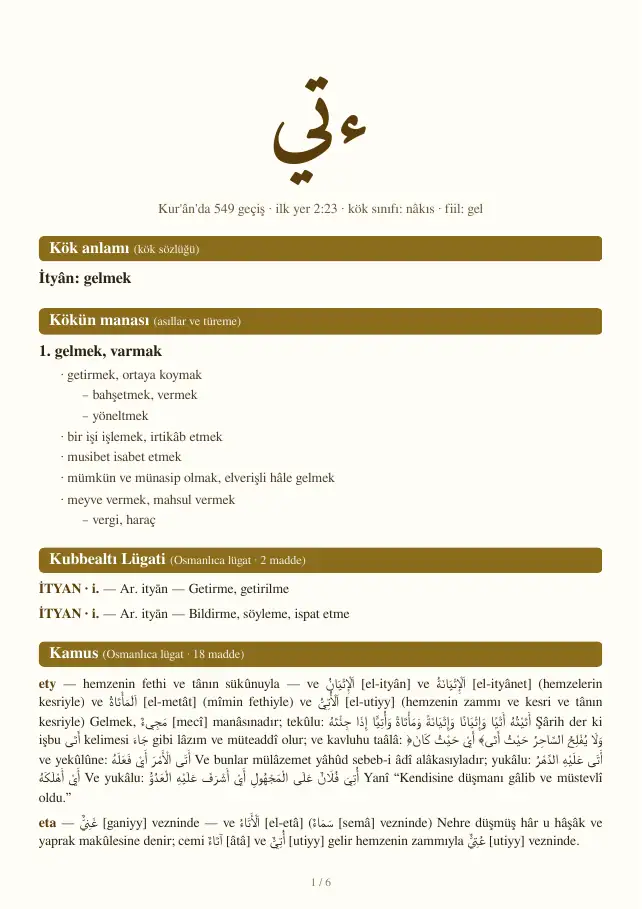 ءتي
Kur'ân'da 549 geçiş · ilk yer 2:23 · kök sınıfı: nâkıs · fiil: gel
Kök anlamı (kök sözlüğü)
İtyân: gelmek
Kökün manası (asıllar ve türeme)
1. gelmek, varmak
· getirmek, ortaya koymak
– bahşetmek, vermek
– yöneltmek
· bir işi işlemek, irtikâb etmek
· musibet isabet etmek
· mümkün ve münasip olmak, elverişli hâle gelmek
· meyve vermek, mahsul vermek
– vergi, haraç
Kubbealtı Lügati (Osmanlıca lügat · 2 madde)
İTYAN · i. — Ar. ityān — Getirme, getirilme
İTYAN · i. — Ar. ityān — Bildirme, söyleme, ispat etme
Kamus (Osmanlıca lügat · 18 madde)
ety — hemzenin fethi ve tânın sükûnuyla — ve اَلْإِتْيَانُ [el-ityân] ve اَلْإِتْيَانَةُ [el-ityânet] (hemzelerin
kesriyle) ve اَلْمَأْتَاةُ [el-metât] (mîmin fethiyle) ve اَلْأُتِيُّ [el-utiyy] (hemzenin zammı ve kesri ve tânın
kesriyle) Gelmek, مَجِيءٌ [mecî] manâsınadır; tekûlu: أَتَيْتُهُ أَتْيًا وَإِتْيَانًا وَإِتْيَانَةً وَمَأْتَاةً وَأُتِيًّا إِذَا جِئْتَهُ Şârih der ki
işbu أَتَى kelimesi جَاءَ gibi lâzım ve müteaddî olur; ve kavluhu taâlâ: ﴿وَلَا يُفْلِحُ السَّاحِرُ حَيْثُ أَتَى﴾ أَيْ حَيْثُ كَانَ
ve yekûlûne: أَتَى الْأَمْرَ أَيْ فَعَلَهُ Ve bunlar mülâzemet yâhûd sebeb-i âdî alâkasıyladır; yukâlu: أَتَى عَلَيْهِ الدَّهْرُ
أَيْ أَهْلَكَهُ Ve yukâlu: أُتِيَ فُلَانٌ عَلَى الْمَجْهُولِ أَيْ أَشْرَفَ عَلَيْهِ الْعَدُوُّ Yanî “Kendisine düşmanı gâlib ve müstevlî
oldu.”
eta — غَنِيٌّ [ganiyy] vezninde — ve اَلْأَتَاءُ [el-etâ] (سَمَاءٌ [semâ] vezninde) Nehre düşmüş hâr u hâşâk ve
yaprak makûlesine denir; cemi آتَاءٌ [âtâ] ve أُتِيٌّ [utiyy] gelir hemzenin zammıyla عُتِيٌّ [utiyy] vezninde.
1 / 6